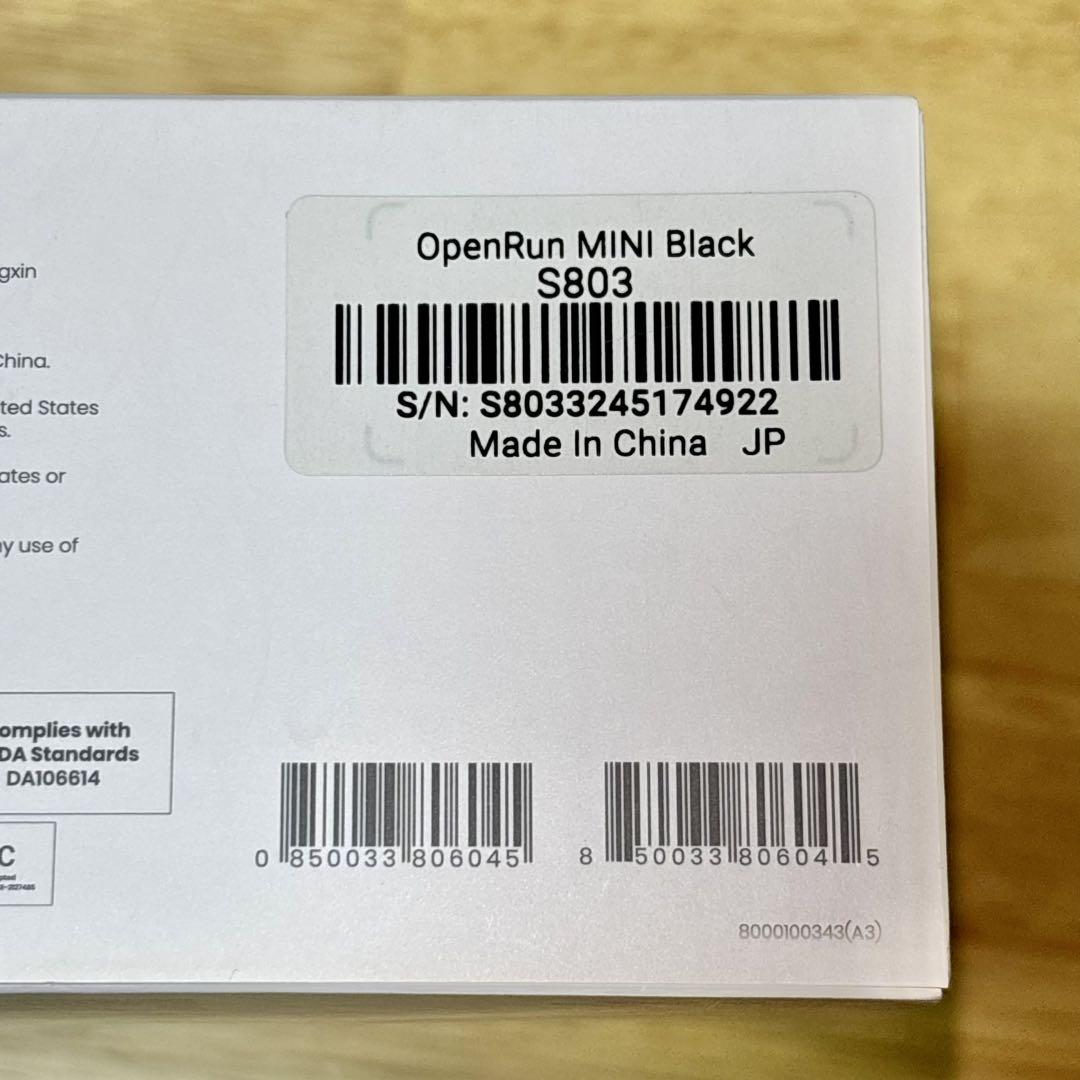 gxin
China.
ted States
s.
ates or
y use of
omplies with
DA Standards
DA106614
C
OpenRun MINI Black
S803
S/N: S8033245174922
Made In China JP
0 850033 806045
8 50033 80604 5
8000100343(A3)